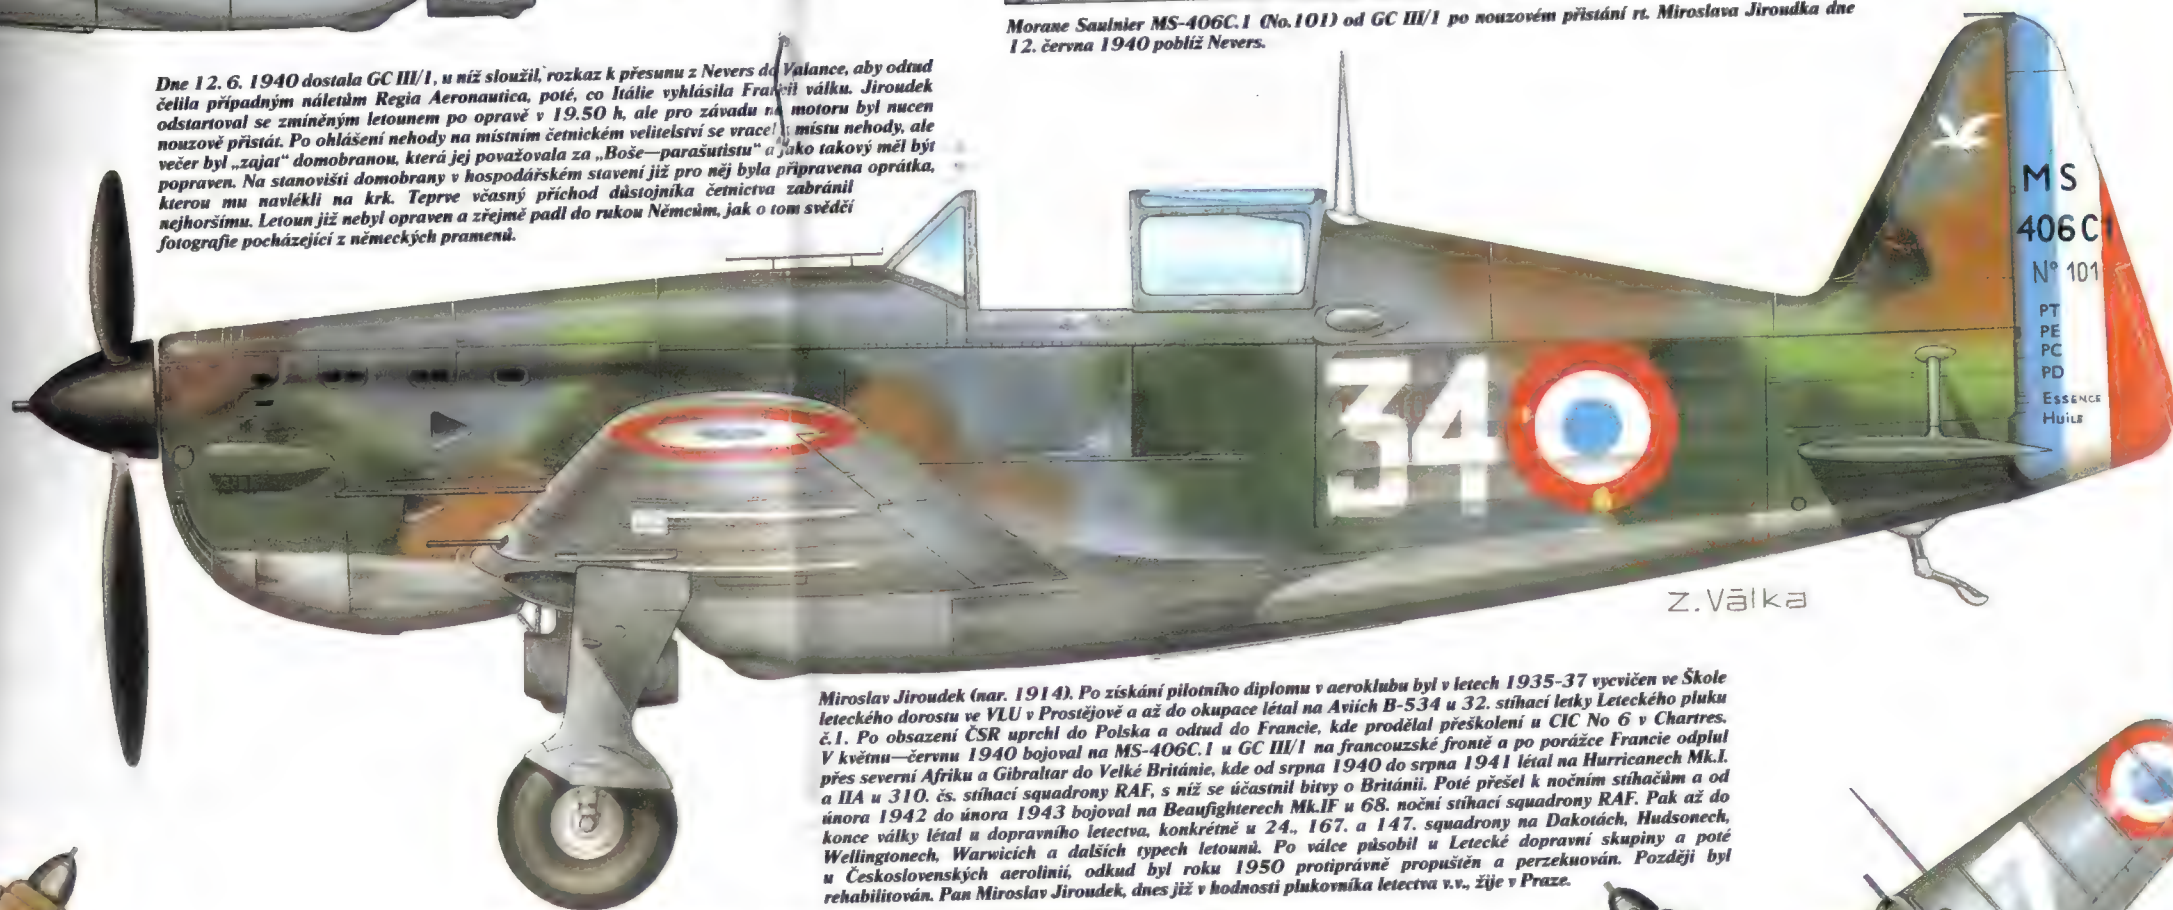 Morane Saulnier MS-406C.1 (No.101) od GC III/1 po nouzovém přistání rt. Miroslava Jiroudka dne
12. června 1940 poblíž Nevers.
Dne 12. 6. 1940 dostala GC III/1, u níž sloužil, rozkaz k přesunu z Nevers do Valance, aby odtud
čelila případným náletům Regia Aeronautica, poté, co Itálie vyhlásila Francii válku. Jiroudek
odstartoval se zmíněným letounem po opravě v 19.50 h, ale pro závadu na motoru byl nucen
nouzově přistát. Po ohlášení nehody na místním četnickém velitelství se vracel k místu nehody, ale
večer byl „zajat" domobranou, která jej považovala za „Boše—parašutistu" a jako takový měl být
popraven. Na stanovišti domobrany v hospodářském stavení již pro něj byla připravena oprátka,
kterou mu navlékli na krk. Teprve včasný příchod důstojníka četnictva zabránil
nejhoršímu. Letoun již nebyl opraven a zřejmě padl do rukou Němcům, jak o tom svědčí
fotografie pocházející z německých pramenů.
MS
406C1
N° 101
PT
PE
PC
PD
ESSENCE
HUILE
34
Z. Válka
Miroslav Jiroudek (nar. 1914). Po získání pilotního diplomu v aeroklubu byl v letech 1935-37 vycvičen ve Škole
leteckého dorostu ve VLU v Prostějově a až do okupace létal na Aviích B-534 u 32. stíhací letky Leteckého pluku
č.1. Po obsazení ČSR uprchl do Polska a odtud do Francie, kde prodělal přeškolení u CIC No 6 v Chartres.
V květnu—červnu 1940 bojoval na MS-406C.1 u GC III/1 na francouzské frontě a po porážce Francie odplul
přes severní Afriku a Gibraltar do Velké Británie, kde od srpna 1940 do srpna 1941 létal na Hurricanech Mk.I.
a IIA u 310. čs. stíhací squadrony RAF, s níž se účastnil bitvy o Británii. Poté přešel k nočním stíhačům a od
února 1942 do února 1943 bojoval na Beaufighterech Mk.IF u 68. noční stíhací squadrony RAF. Pak až do
konce války létal u dopravního letectva, konkrétně u 24., 167. a 147. squadrony na Dakotách, Hudsonech,
Wellingtonech, Warwicích a dalších typech letounů. Po válce působil u Letecké dopravní skupiny a poté
u Československých aerolinií, odkud byl roku 1950 protiprávně propuštěn a perzekuován. Později byl
rehabilitován. Pan Miroslav Jiroudek, dnes již v hodnosti plukovníka letectva v.v., žije v Praze.